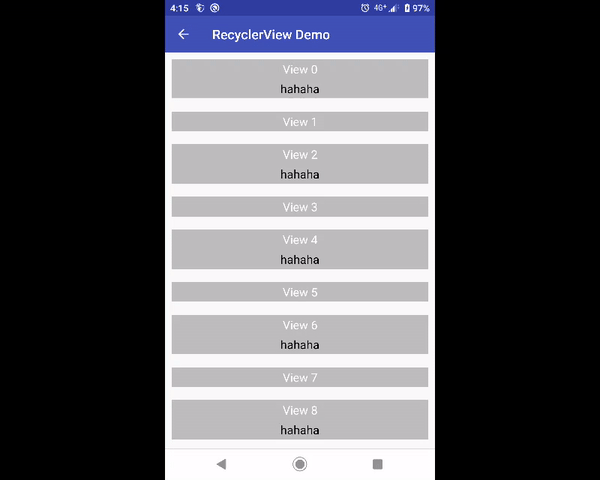 4:15 4G+ 97%
RecyclerView Demo
View 0
hahaha
View 1
View 2
hahaha
View 3
View 4
hahaha
View 5
View 6
hahaha
View 7
View 8
hahaha